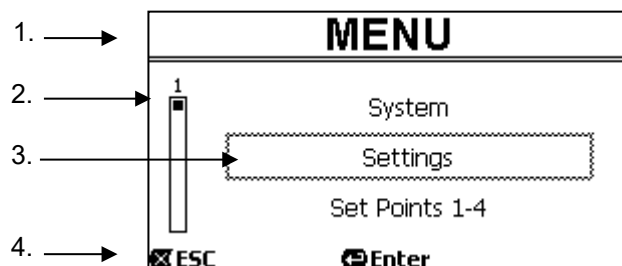 1. MENU
2. 1
System
3. Settings
Set Points 1-4
4. ESC Enter